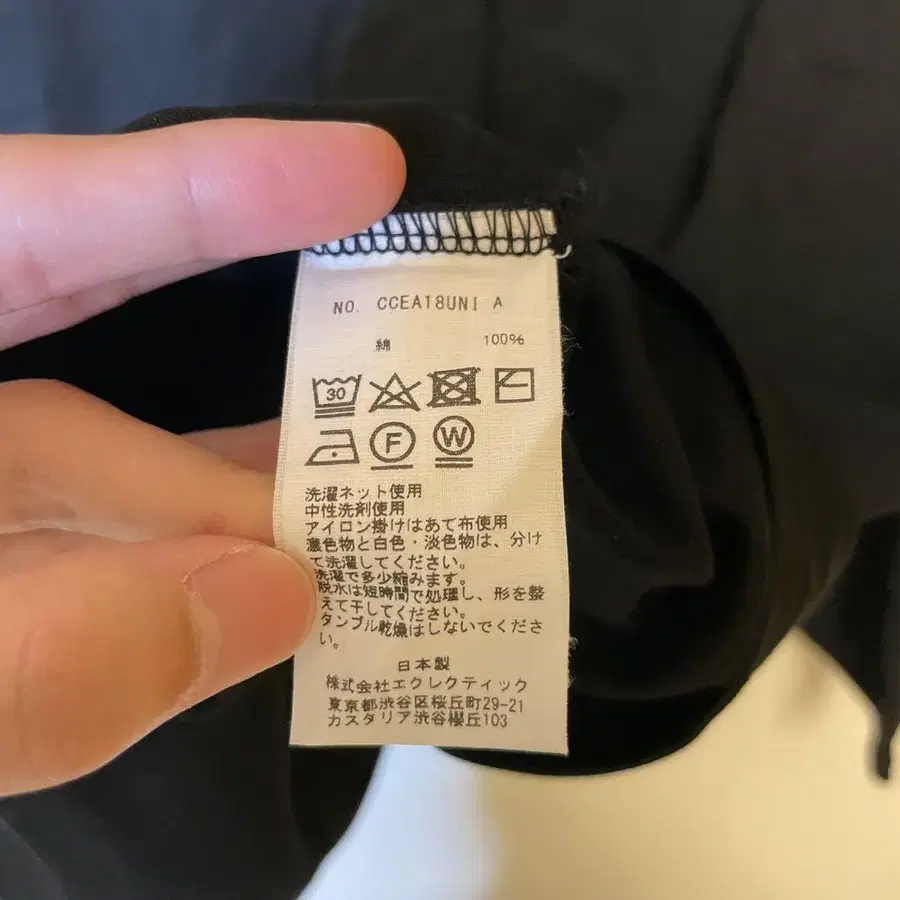 NO. CCEA18UNI A
綿 100%
30
F W
洗濯ネット使用
中性洗剤使用
アイロン掛けはあて布使用
濃色物と白色・淡色物は、分け
て洗濯してください。
洗濯で多少縮みます。
脱水は短時間で処理し、形を整
えて干してください。
タンブル乾燥はしないでくださ
い。
日本製
株式会社エクレクティック
東京都渋谷区桜丘町29-21
カスタリア渋谷櫻丘103